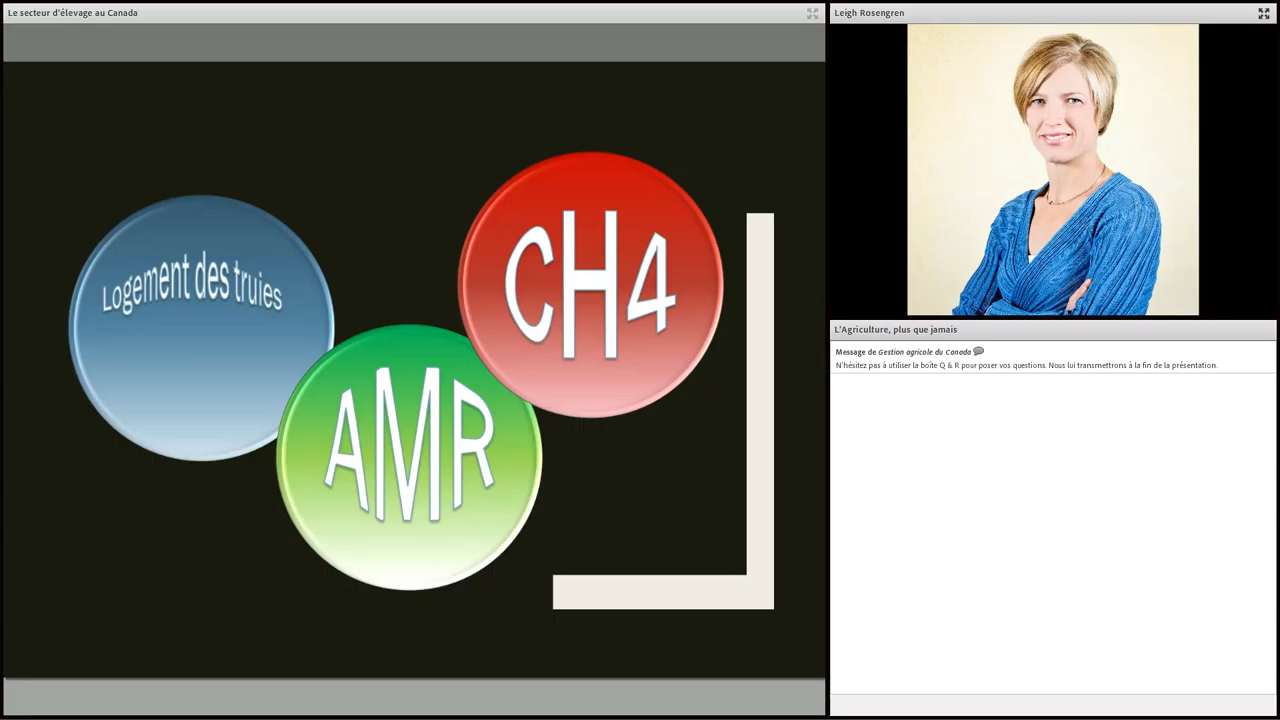 Le secteur d'élevage au Canada
Logement des truies
AMR
CH4
Leigh Rosengren
L'Agriculture, plus que jamais
Message de Gestion agricole du Canada
N'hésitez pas à utiliser la boîte Q & R pour poser vos questions. Nous lui transmettrons à la fin de la présentation.